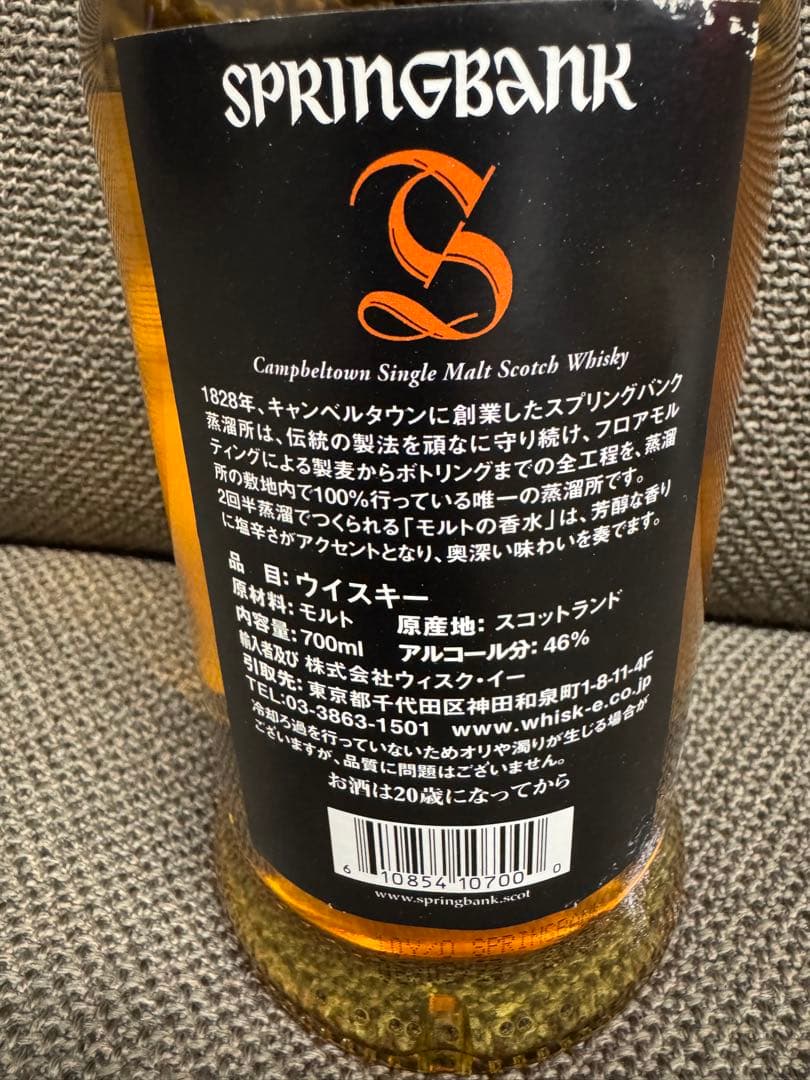 SPRINGBANK
S
Campbeltown Single Malt Scotch Whisky
1828年、キャンベルタウンに創業したスプリングバンク
蒸溜所は、伝統の製法を頑なに守り続け、フロアモル
ティングによる製麦からボトリングまでの全工程を、蒸溜
所の敷地内で100%行っている唯一の蒸溜所です。
2回半蒸溜でつくられる「モルトの香水」は、芳醇な香り
に塩辛さがアクセントとなり、奥深い味わいを奏でます。
品 目:ウイスキー
原材料:モルト 原産地:スコットランド
内容量:700ml アルコール分:46%
輸入者及び 株式会社ウィスク・イー
引取先:東京都千代田区神田和泉町1-8-11-4F
TEL:03-3863-1501 www.whisk-e.co.jp
冷却ろ過を行っていないためオリや濁りが生じる場合が
ございますが、品質に問題はございません。
お酒は20歳になってから
6 10854 10700 0
www.springbank.scot